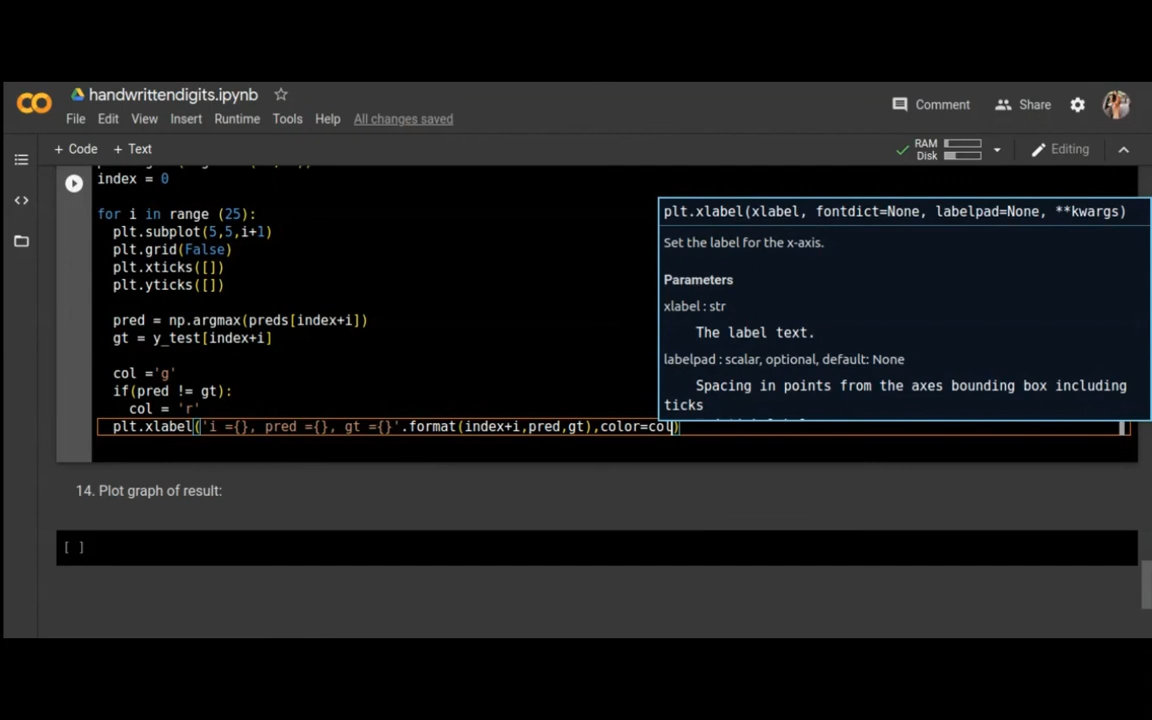 handwrittendigits.ipynb
File Edit View Insert Runtime Tools Help All changes saved
Comment Share
+ Code + Text
RAM
Disk
Editing
index = 0
for i in range (25):
plt.subplot(5,5,i+1)
plt.grid(False)
plt.xticks([])
plt.yticks([])
pred = np.argmax(preds[index+i])
gt = y_test[index+i]
col ='g'
if(pred != gt):
col = 'r'
plt.xlabel('i ={}, pred ={}, gt ={}'.format(index+i,pred,gt),color=col)
plt.xlabel(xlabel, fontdict=None, labelpad=None, **kwargs)
Set the label for the x-axis.
Parameters
xlabel : str
The label text.
labelpad : scalar, optional, default: None
Spacing in points from the axes bounding box including
ticks
14. Plot graph of result:
[ ]